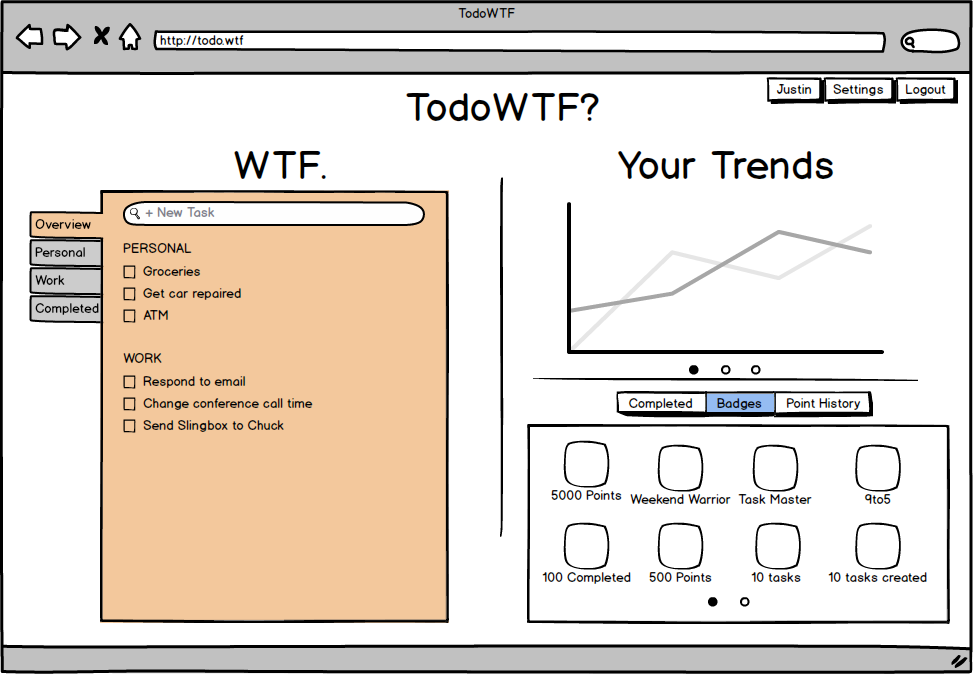 TodoWTF
http://todo.wtf
Justin Settings Logout
TodoWTF?
WTF.
+ New Task
Overview
Personal
Work
Completed
PERSONAL
Groceries
Get car repaired
ATM
WORK
Respond to email
Change conference call time
Send Slingbox to Chuck
Your Trends
Completed Badges Point History
5000 Points Weekend Warrior Task Master 9to5
100 Completed 500 Points 10 tasks 10 tasks created